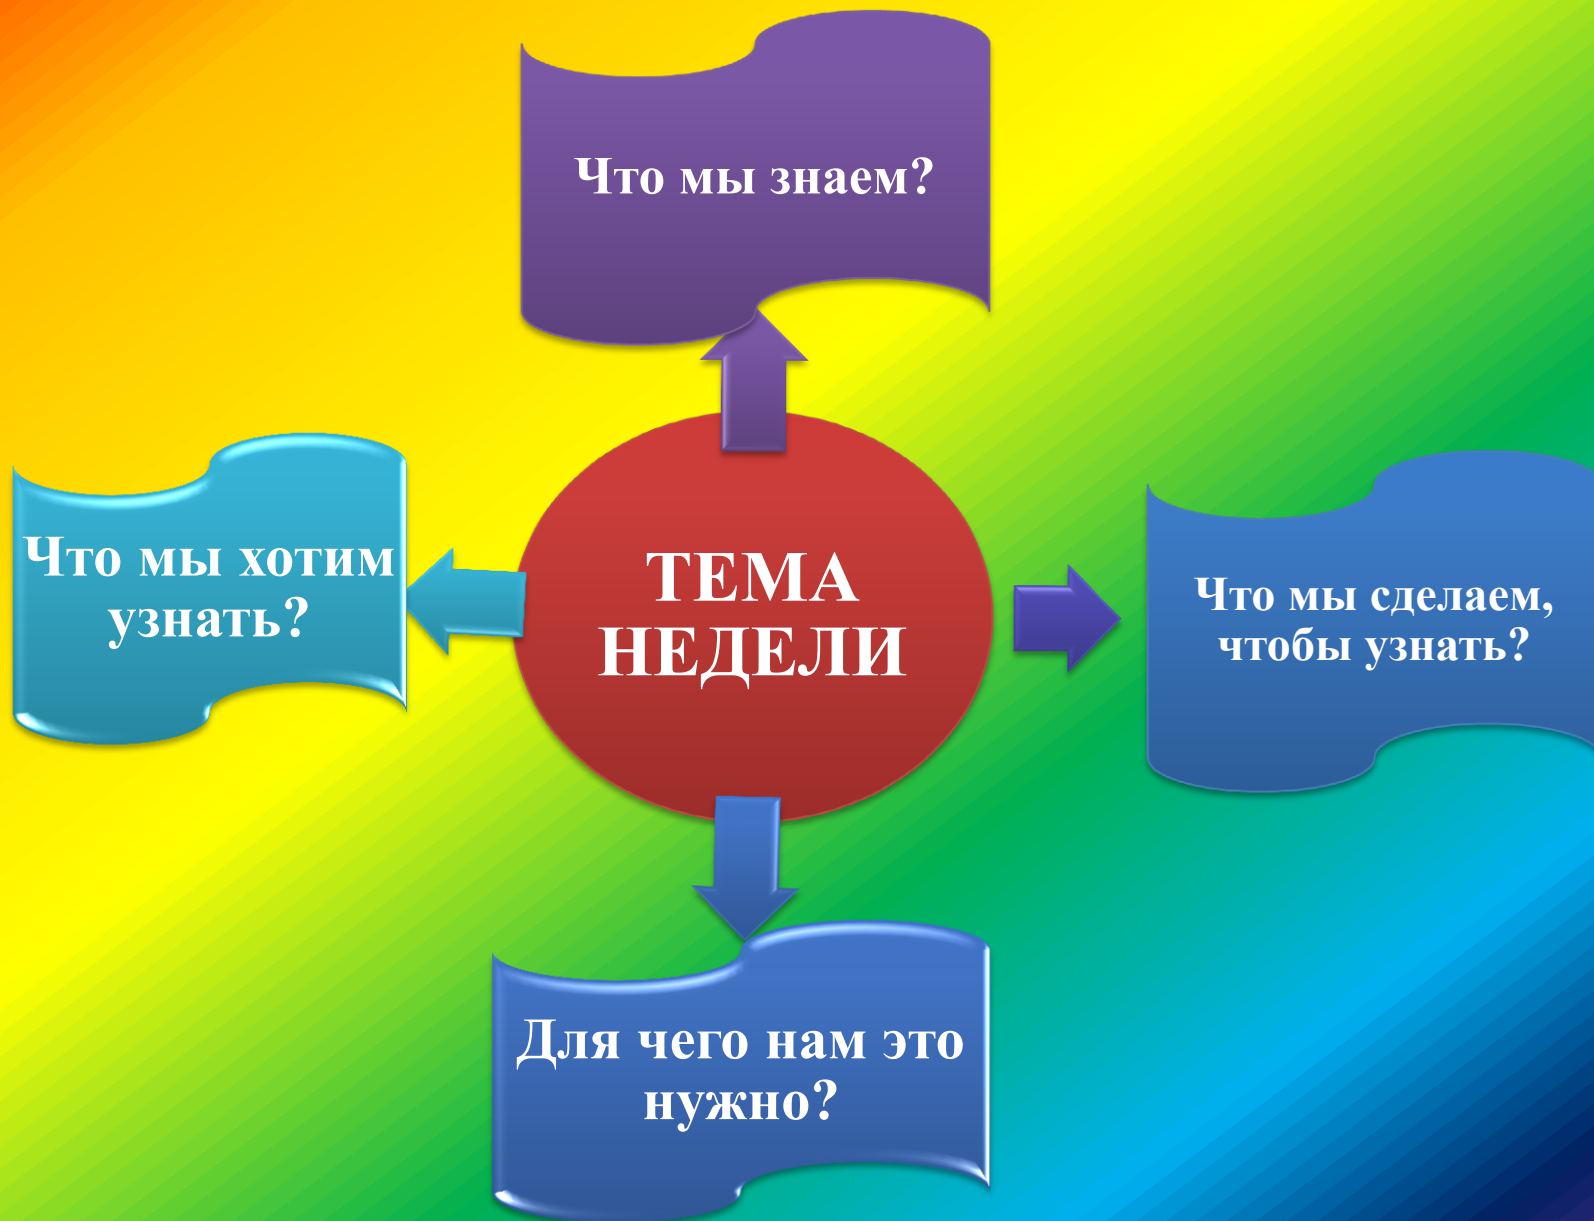 Что мы знаем?
Что мы хотим
узнать?
ТЕМА
НЕДЕЛИ
Что мы сделаем,
чтобы узнать?
Для чего нам это
нужно?